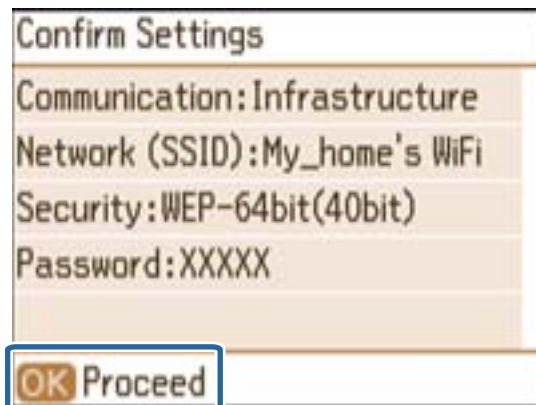 Confirm Settings
Communication:Infrastructure
Network (SSID):My_home's WiFi
Security:WEP-64bit(40bit)
Password:XXXXX
OK Proceed